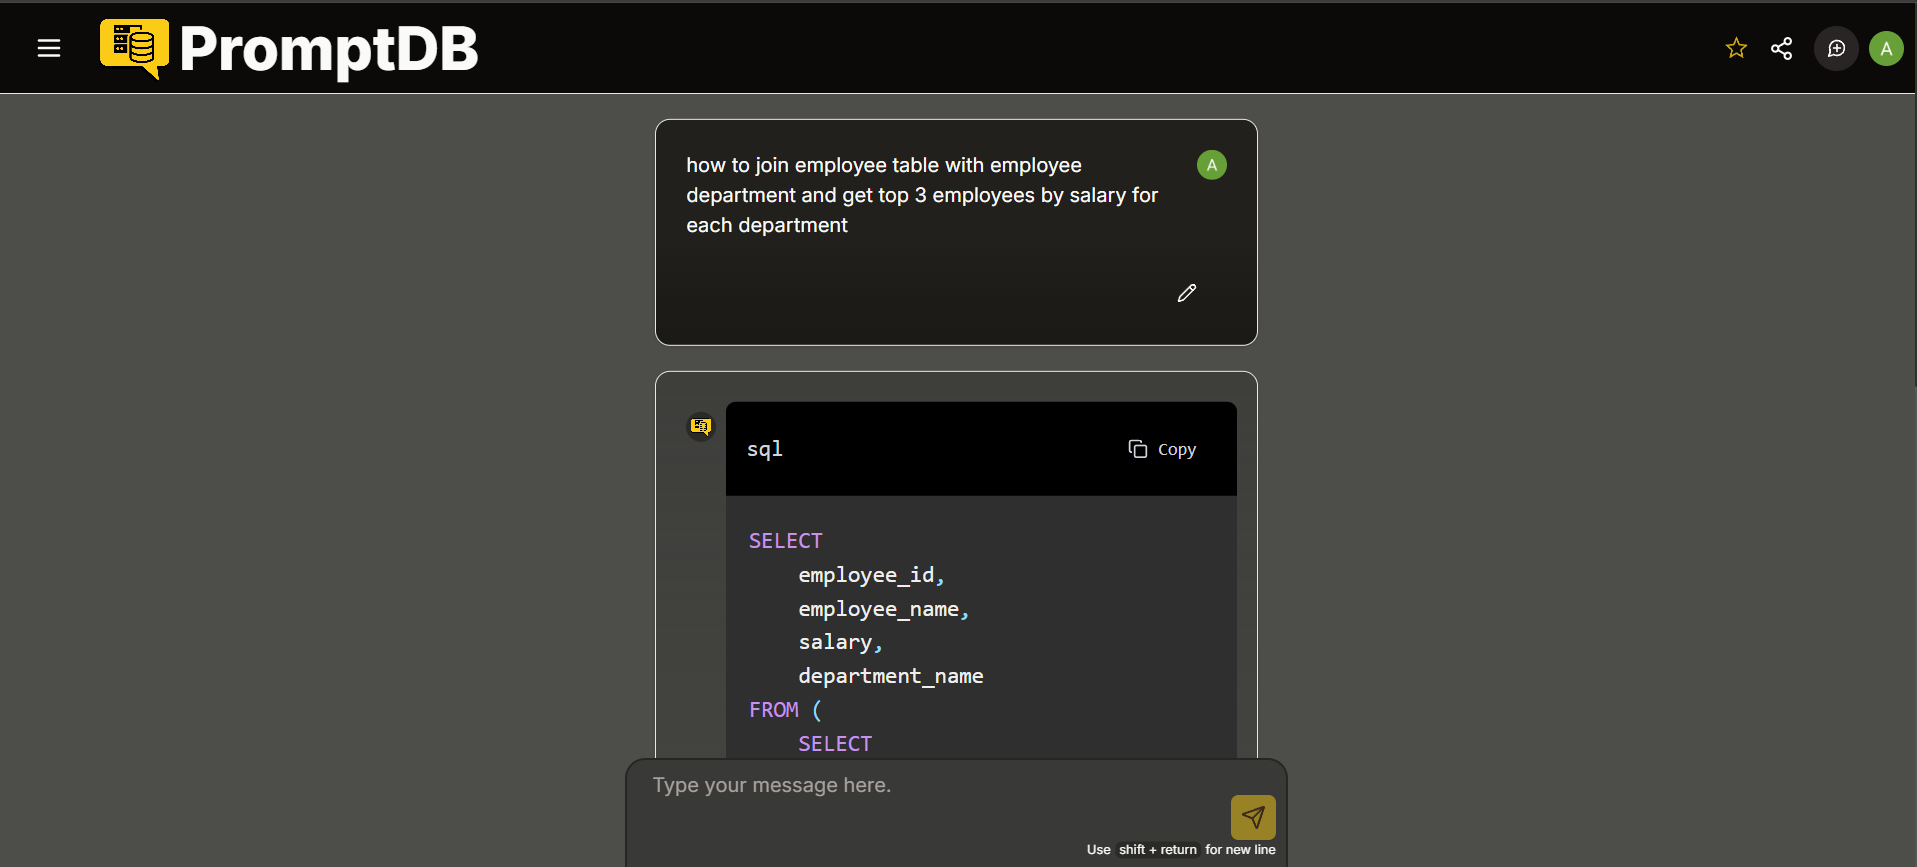 PromptDB
A
how to join employee table with employee
A
department and get top 3 employees by salary for
each department
sql
Copy
SELECT
employee_id,
employee_name,
salary,
department_name
FROM (
SELECT
Type your message here.
Use shift + return for new line